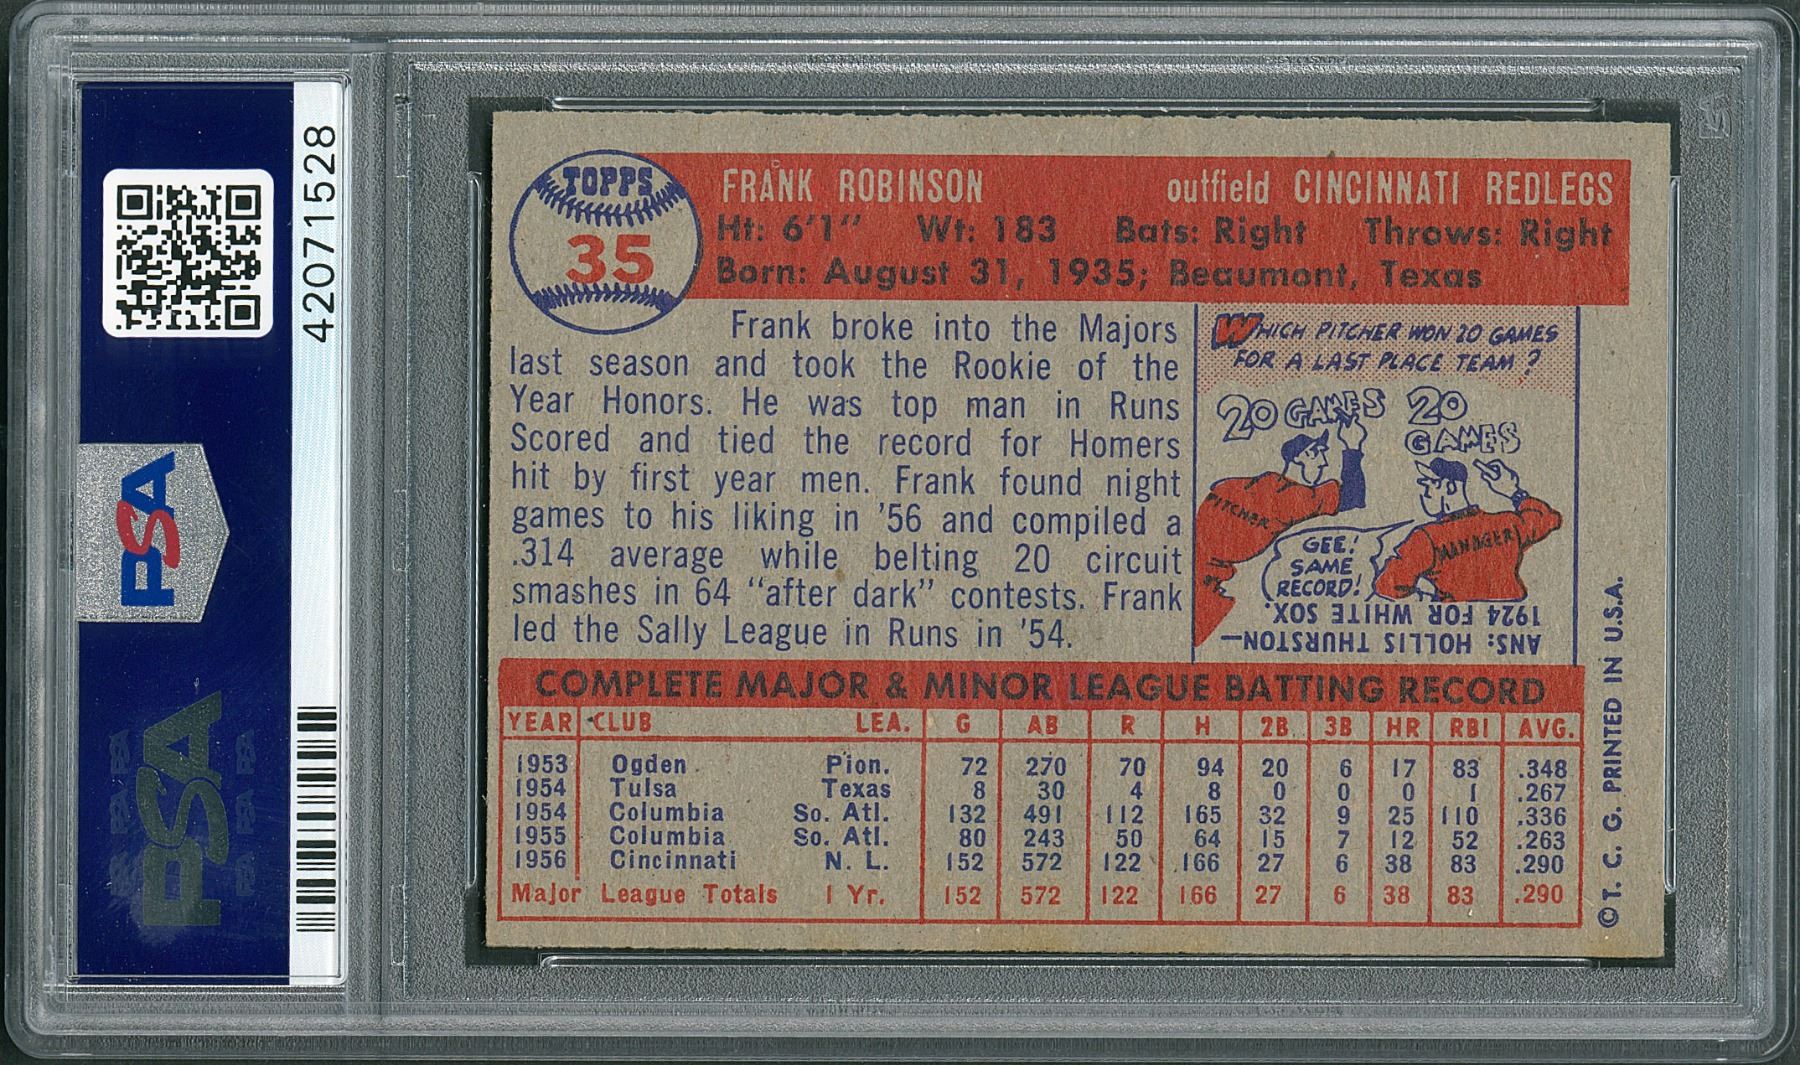 42071528
PSA
PSA
TOPPS
35
FRANK ROBINSON outfield CINCINNATI REDLEGS
Ht: 6'1" Wt: 183 Bats: Right Throws: Right
Born: August 31, 1935; Beaumont, Texas
Frank broke into the Majors
last season and took the Rookie of the
Year Honors. He was top man in Runs
Scored and tied the record for Homers
hit by first year men. Frank found night
games to his liking in '56 and compiled a
.314 average while belting 20 circuit
smashes in 64 "after dark" contests. Frank
led the Sally League in Runs in '54.
WHICH PITCHER WON 20 GAMES
FOR A LAST PLACE TEAM?
20 GAMES
20
GAMES
PITCHER
MANAGER
GEE!
SAME
RECORD!
ANS: HOLLIS THURSTON—
1924 FOR WHITE SOX.
COMPLETE MAJOR & MINOR LEAGUE BATTING RECORD
YEAR CLUB LEA. G AB R H 2B 3B HR RBI AVG.
1953 Ogden Pion. 72 270 70 94 20 6 17 83 .348
1954 Tulsa Texas 8 30 4 8 0 0 0 1 .267
1954 Columbia So. Atl. 132 491 112 165 32 9 25 110 .336
1955 Columbia So. Atl. 80 243 50 64 15 7 12 52 .263
1956 Cincinnati N. L. 152 572 122 166 27 6 38 83 .290
Major League Totals 1 Yr. 152 572 122 166 27 6 38 83 .290
© T. C. G. PRINTED IN U.S.A.